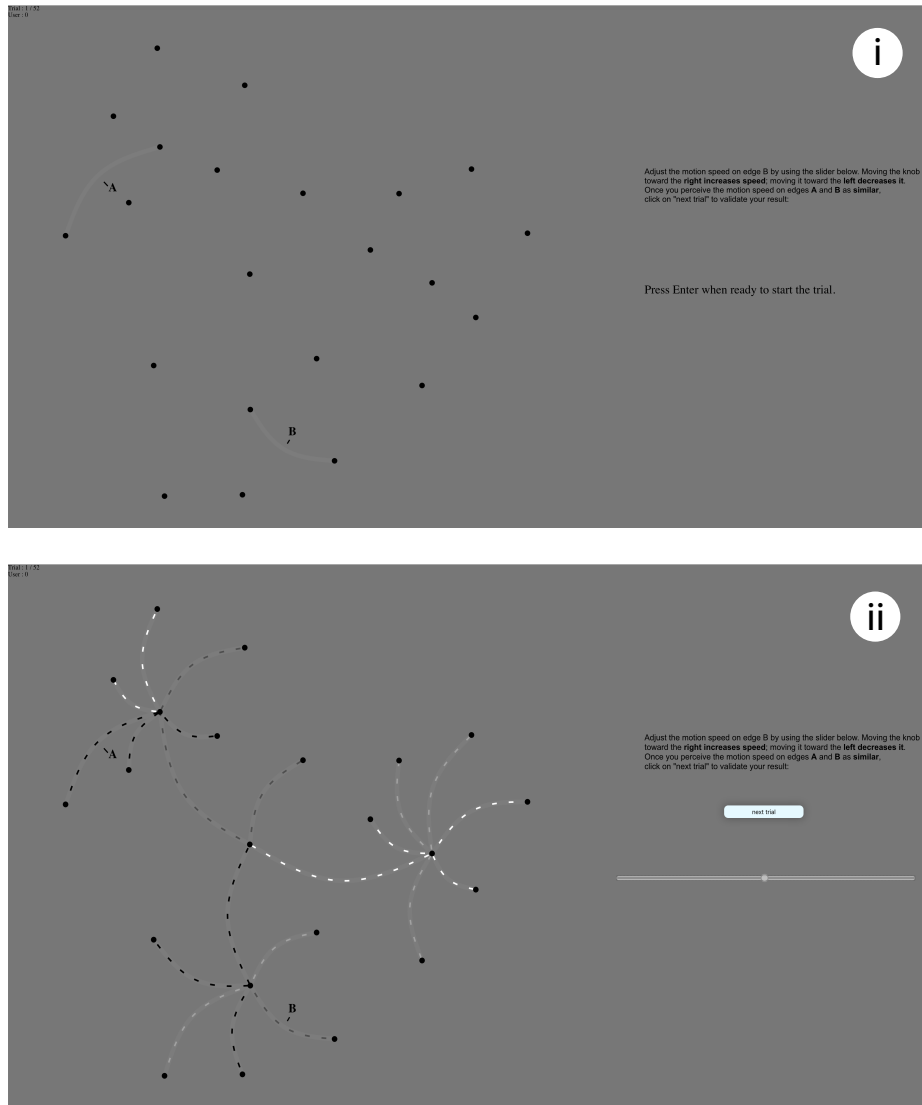 Trial : 1 / 52
User : 0
i
A
Adjust the motion speed on edge B by using the slider below. Moving the knob
toward the right increases speed; moving it toward the left decreases it.
Once you perceive the motion speed on edges A and B as similar,
click on "next trial" to validate your result:
Press Enter when ready to start the trial.
B
Trial : 1 / 52
User : 0
ii
Adjust the motion speed on edge B by using the slider below. Moving the knob
toward the right increases speed; moving it toward the left decreases it.
Once you perceive the motion speed on edges A and B as similar,
click on "next trial" to validate your result:
A
next trial
B